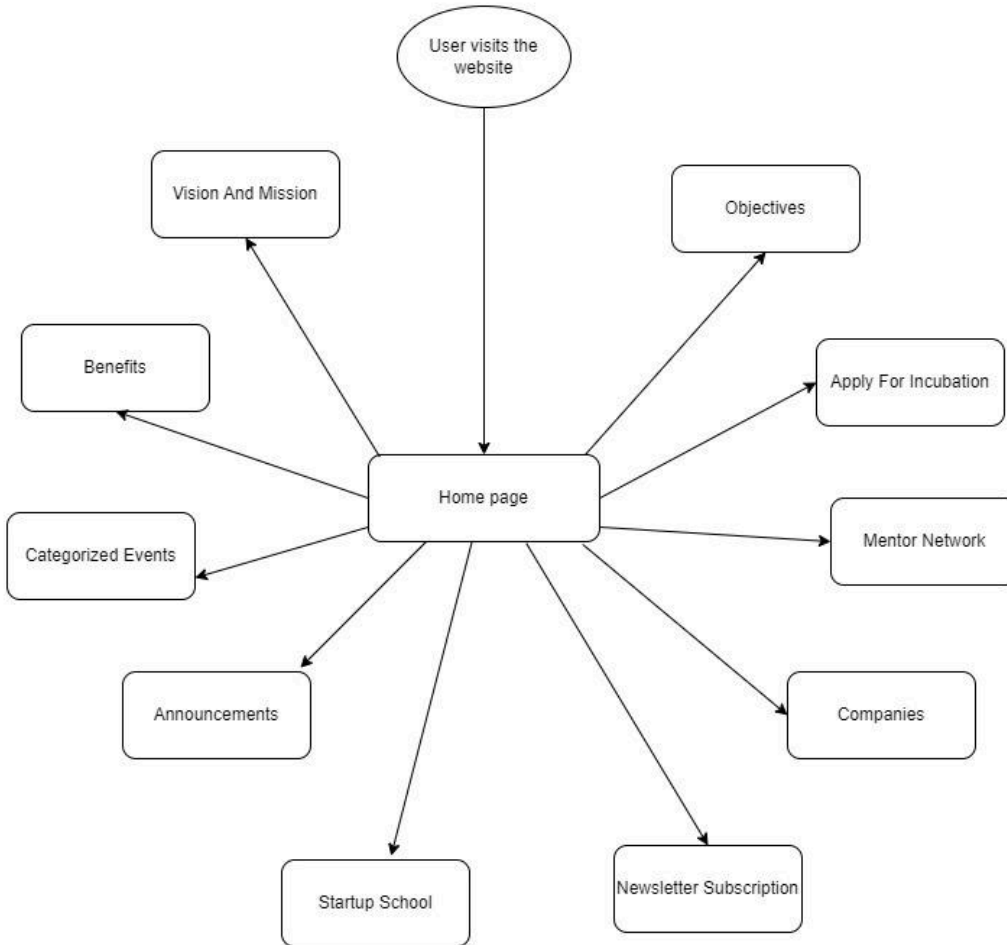 User visits the
website
Vision And Mission
Objectives
Benefits
Apply For Incubation
Home page
Categorized Events
Mentor Network
Announcements
Companies
Startup School
Newsletter Subscription